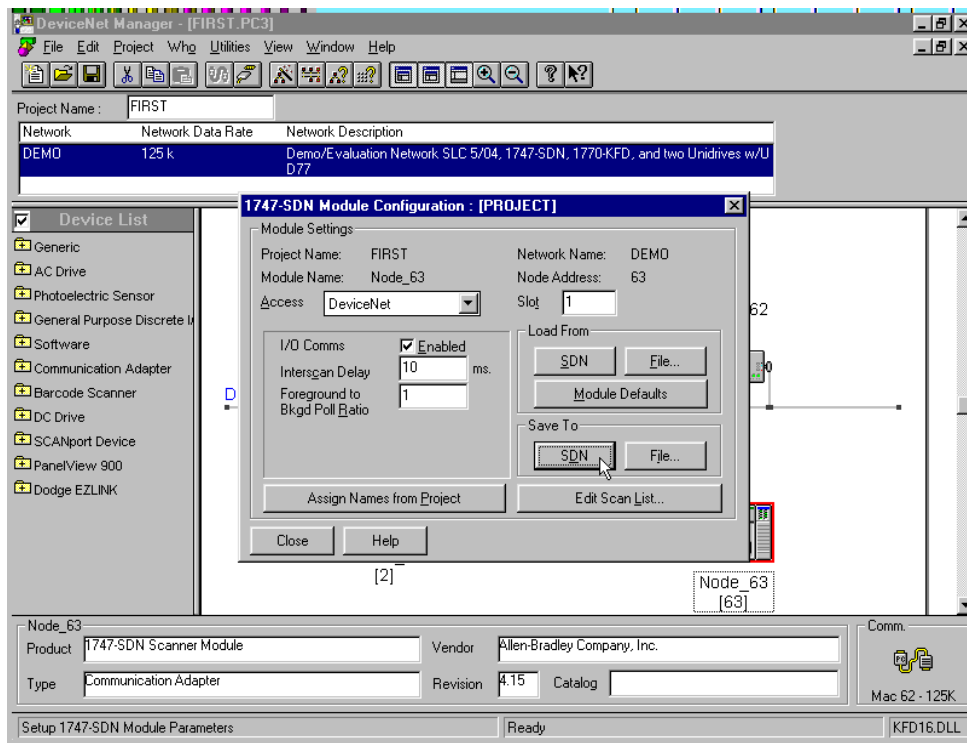 DeviceNet Manager - [FIRST.PC3]
File Edit Project Who Utilities View Window Help
Project Name : FIRST
Network Network Data Rate Network Description
DEMO 125 k Demo/Evaluation Network SLC 5/04, 1747-SDN, 1770-KFD, and two Unidrives w/U
D77
Device List
Generic
AC Drive
Photoelectric Sensor
General Purpose Discrete I/
Software
Communication Adapter
Barcode Scanner
DC Drive
SCANport Device
PanelView 900
Dodge EZLINK
1747-SDN Module Configuration : [PROJECT]
Module Settings
Project Name: FIRST Network Name: DEMO
Module Name: Node_63 Node Address: 63
Access DeviceNet Slot 1
I/O Comms Enabled
Interscan Delay 10 ms.
Foreground to
Bkgd Poll Ratio 1
Load From
SDN File...
Module Defaults
Save To
SDN File...
Assign Names from Project Edit Scan List...
Close Help
62
D
[2]
Node_63
[63]
Node_63
Product 1747-SDN Scanner Module Vendor Allen-Bradley Company, Inc.
Type Communication Adapter Revision 4.15 Catalog
Comm.
Mac 62 - 125K
Setup 1747-SDN Module Parameters Ready KFD16.DLL